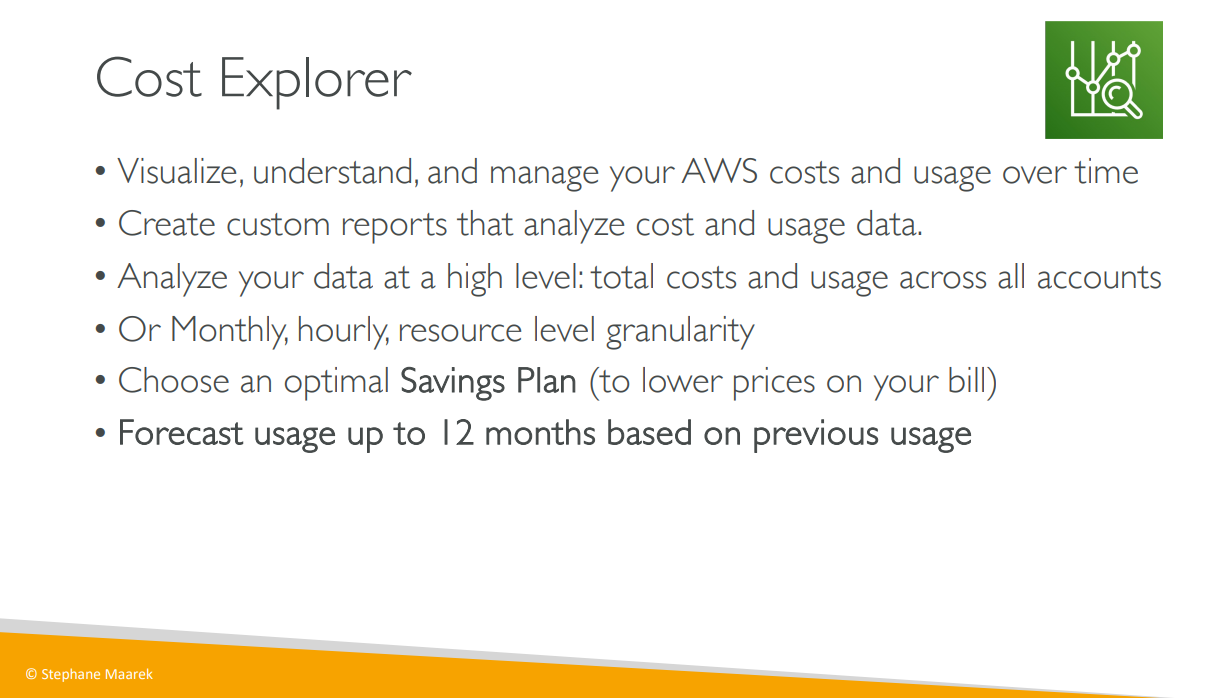 Cost Explorer
• Visualize, understand, and manage your AWS costs and usage over time
• Create custom reports that analyze cost and usage data.
• Analyze your data at a high level: total costs and usage across all accounts
• Or Monthly, hourly, resource level granularity
• Choose an optimal Savings Plan (to lower prices on your bill)
• Forecast usage up to 12 months based on previous usage
© Stephane Maarek